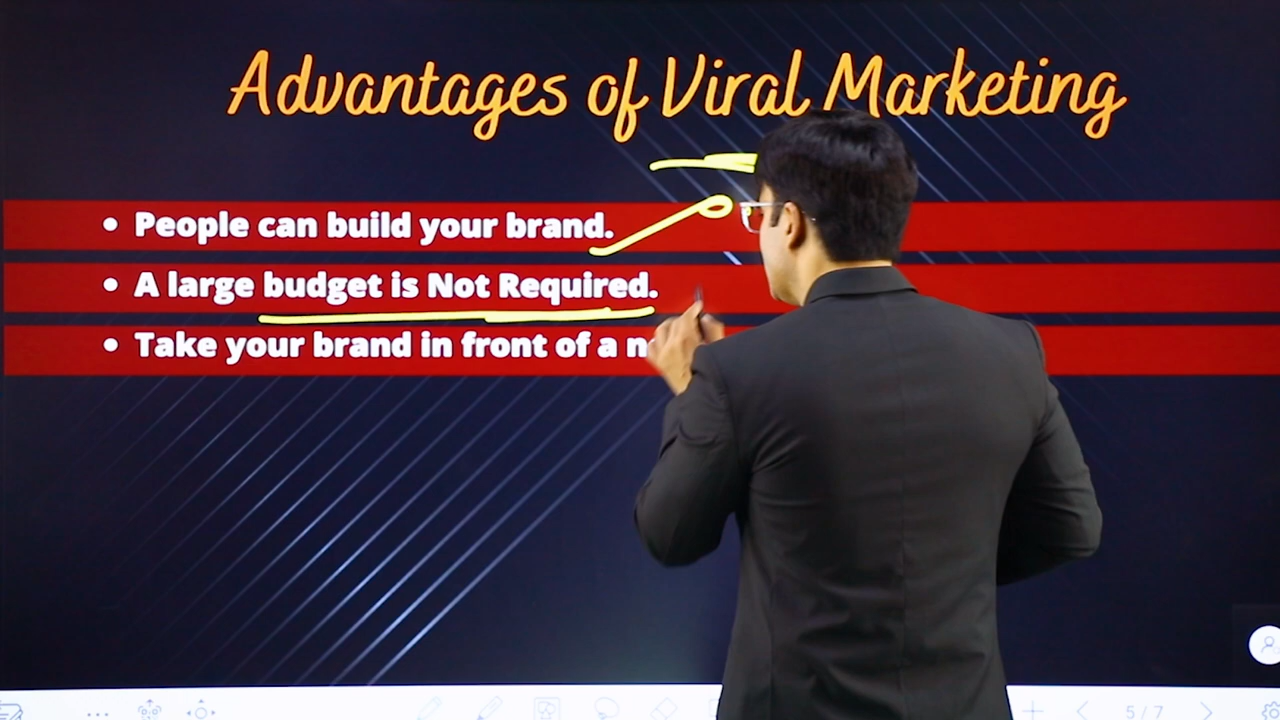 Advantages of Viral Marketing
• People can build your brand.
• A large budget is Not Required.
• Take your brand in front of a
5 / 7